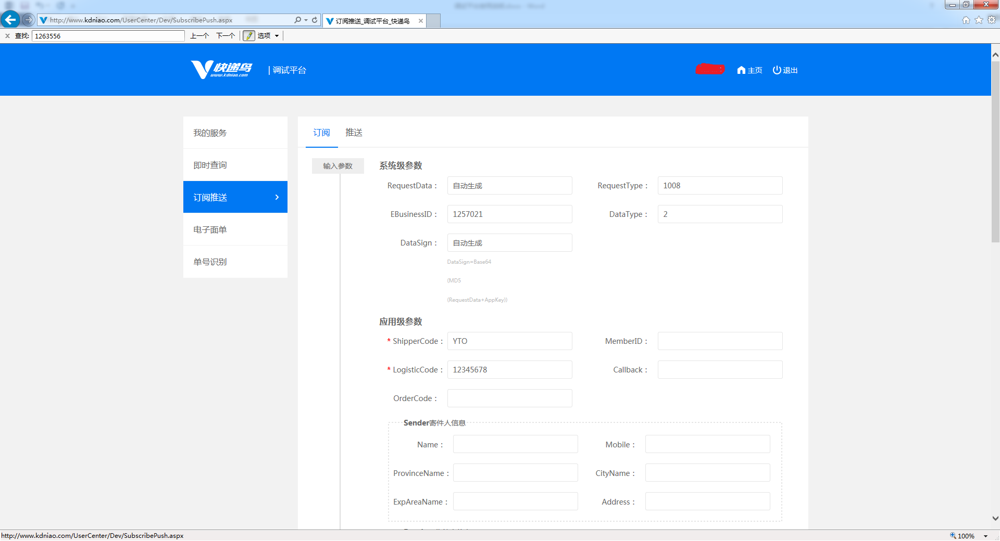 http://www.kdniao.com/UserCenter/Dev/SubscribePush.aspx
订阅推送_调试平台_快递鸟
查找: 1263556 上一个 下一个 选项
快递鸟
www.kdniao.com
调试平台
主页 退出
我的服务
即时查询
订阅推送
电子面单
单号识别
订阅 推送
输入参数
系统级参数
RequestData： 自动生成 RequestType： 1008
EBusinessID： 1257021 DataType： 2
DataSign： 自动生成
DataSign=Base64
(MD5
(RequestData+AppKey))
应用级参数
* ShipperCode： YTO MemberID：
* LogisticCode： 12345678 Callback：
OrderCode：
Sender寄件人信息
Name： Mobile：
ProvinceName： CityName：
ExpAreaName： Address：
http://www.kdniao.com/UserCenter/Dev/SubscribePush.aspx
100%